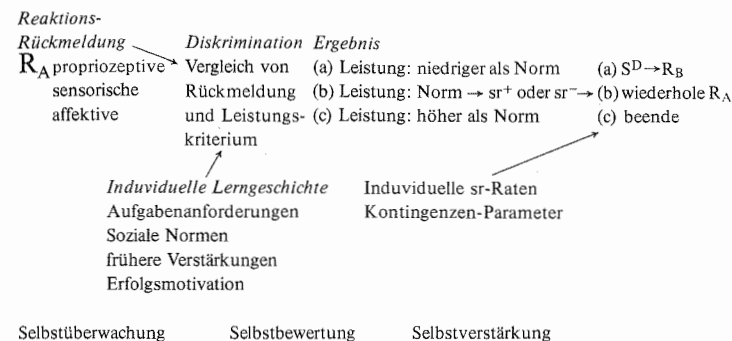 Reaktions-
Rückmeldung Diskrimination Ergebnis
R_A propriozeptive Vergleich von (a) Leistung: niedriger als Norm (a) S^D→R_B
sensorische Rückmeldung (b) Leistung: Norm → sr⁺ oder sr⁻→ (b) wiederhole R_A
affektive und Leistungs- (c) Leistung: höher als Norm (c) beende
kriterium
Induviduelle Lerngeschichte Induviduelle sr-Raten
Aufgabenanforderungen Kontingenzen-Parameter
Soziale Normen
frühere Verstärkungen
Erfolgsmotivation
Selbstüberwachung Selbstbewertung Selbstverstärkung